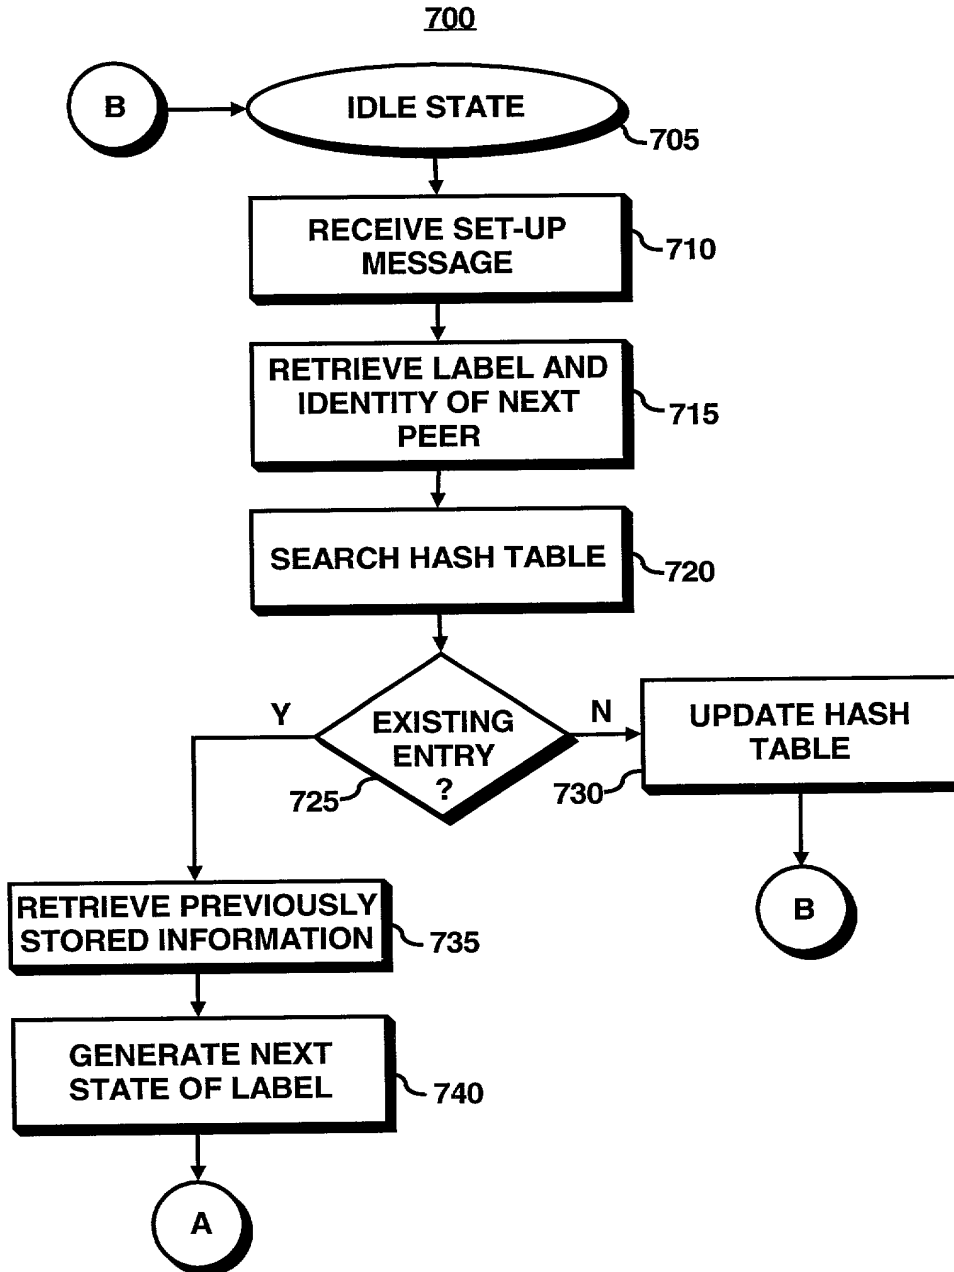 700
B
IDLE STATE
705
RECEIVE SET-UP
MESSAGE
710
RETRIEVE LABEL AND
IDENTITY OF NEXT
PEER
715
SEARCH HASH TABLE
720
Y
EXISTING
ENTRY
?
725
N
UPDATE HASH
TABLE
730
B
RETRIEVE PREVIOUSLY
STORED INFORMATION
735
GENERATE NEXT
STATE OF LABEL
740
A